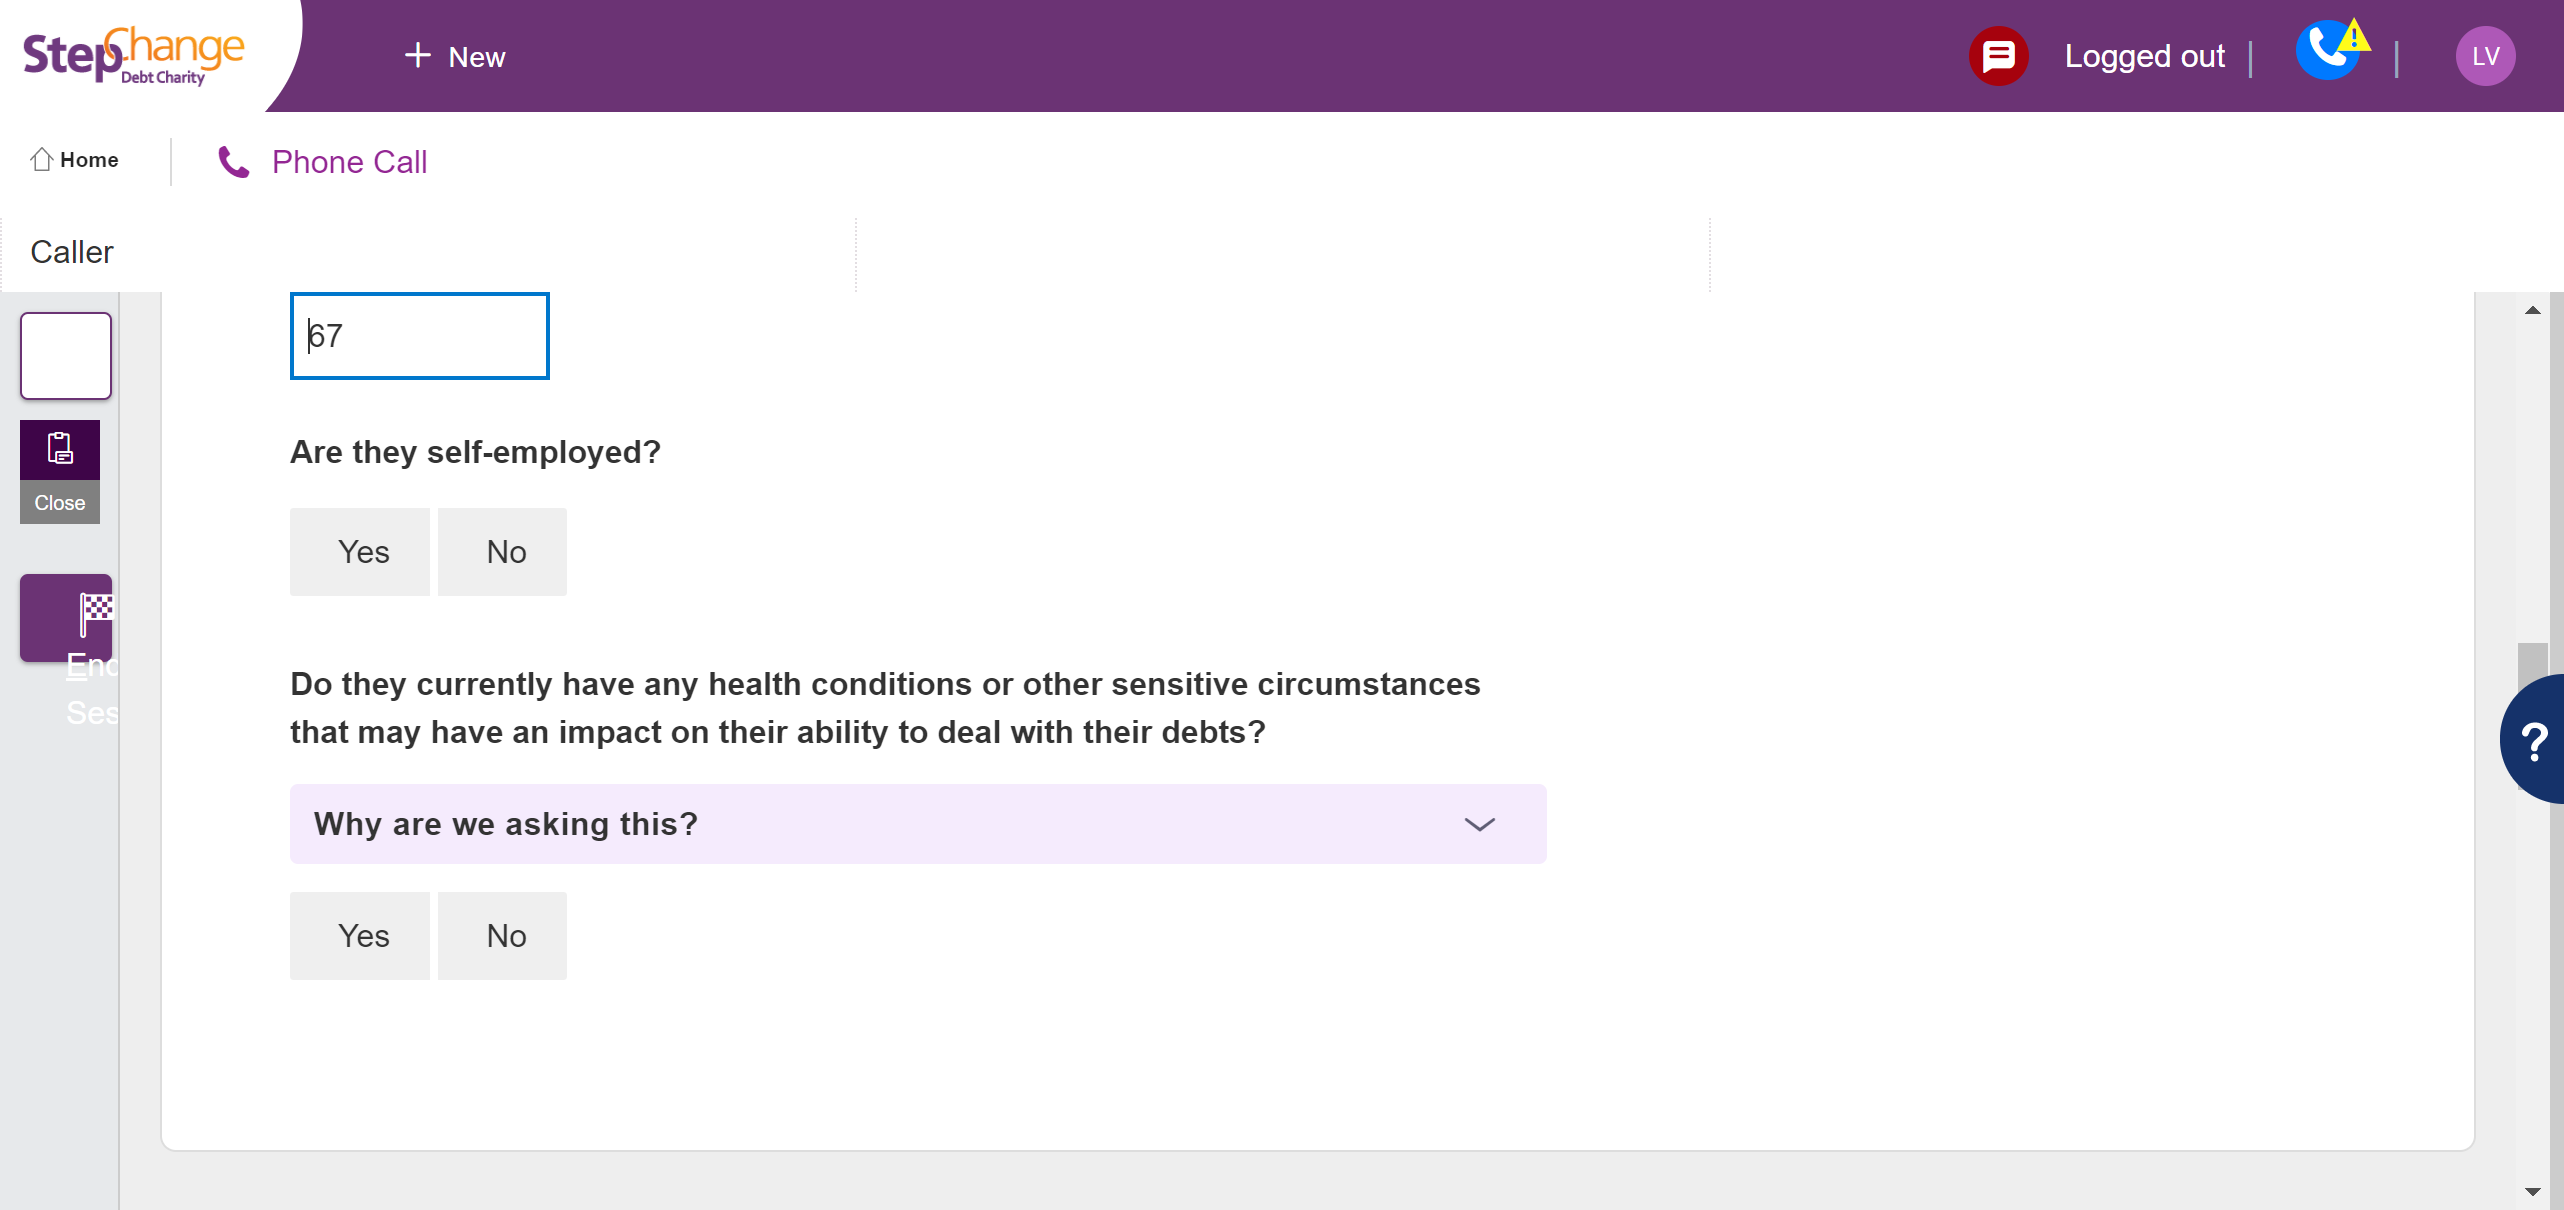 StepChange
Debt Charity
+ New
Logged out
LV
Home
Phone Call
Caller
67
Are they self-employed?
Close
Yes No
End
Ses
Do they currently have any health conditions or other sensitive circumstances
that may have an impact on their ability to deal with their debts?
?
Why are we asking this?
Yes No